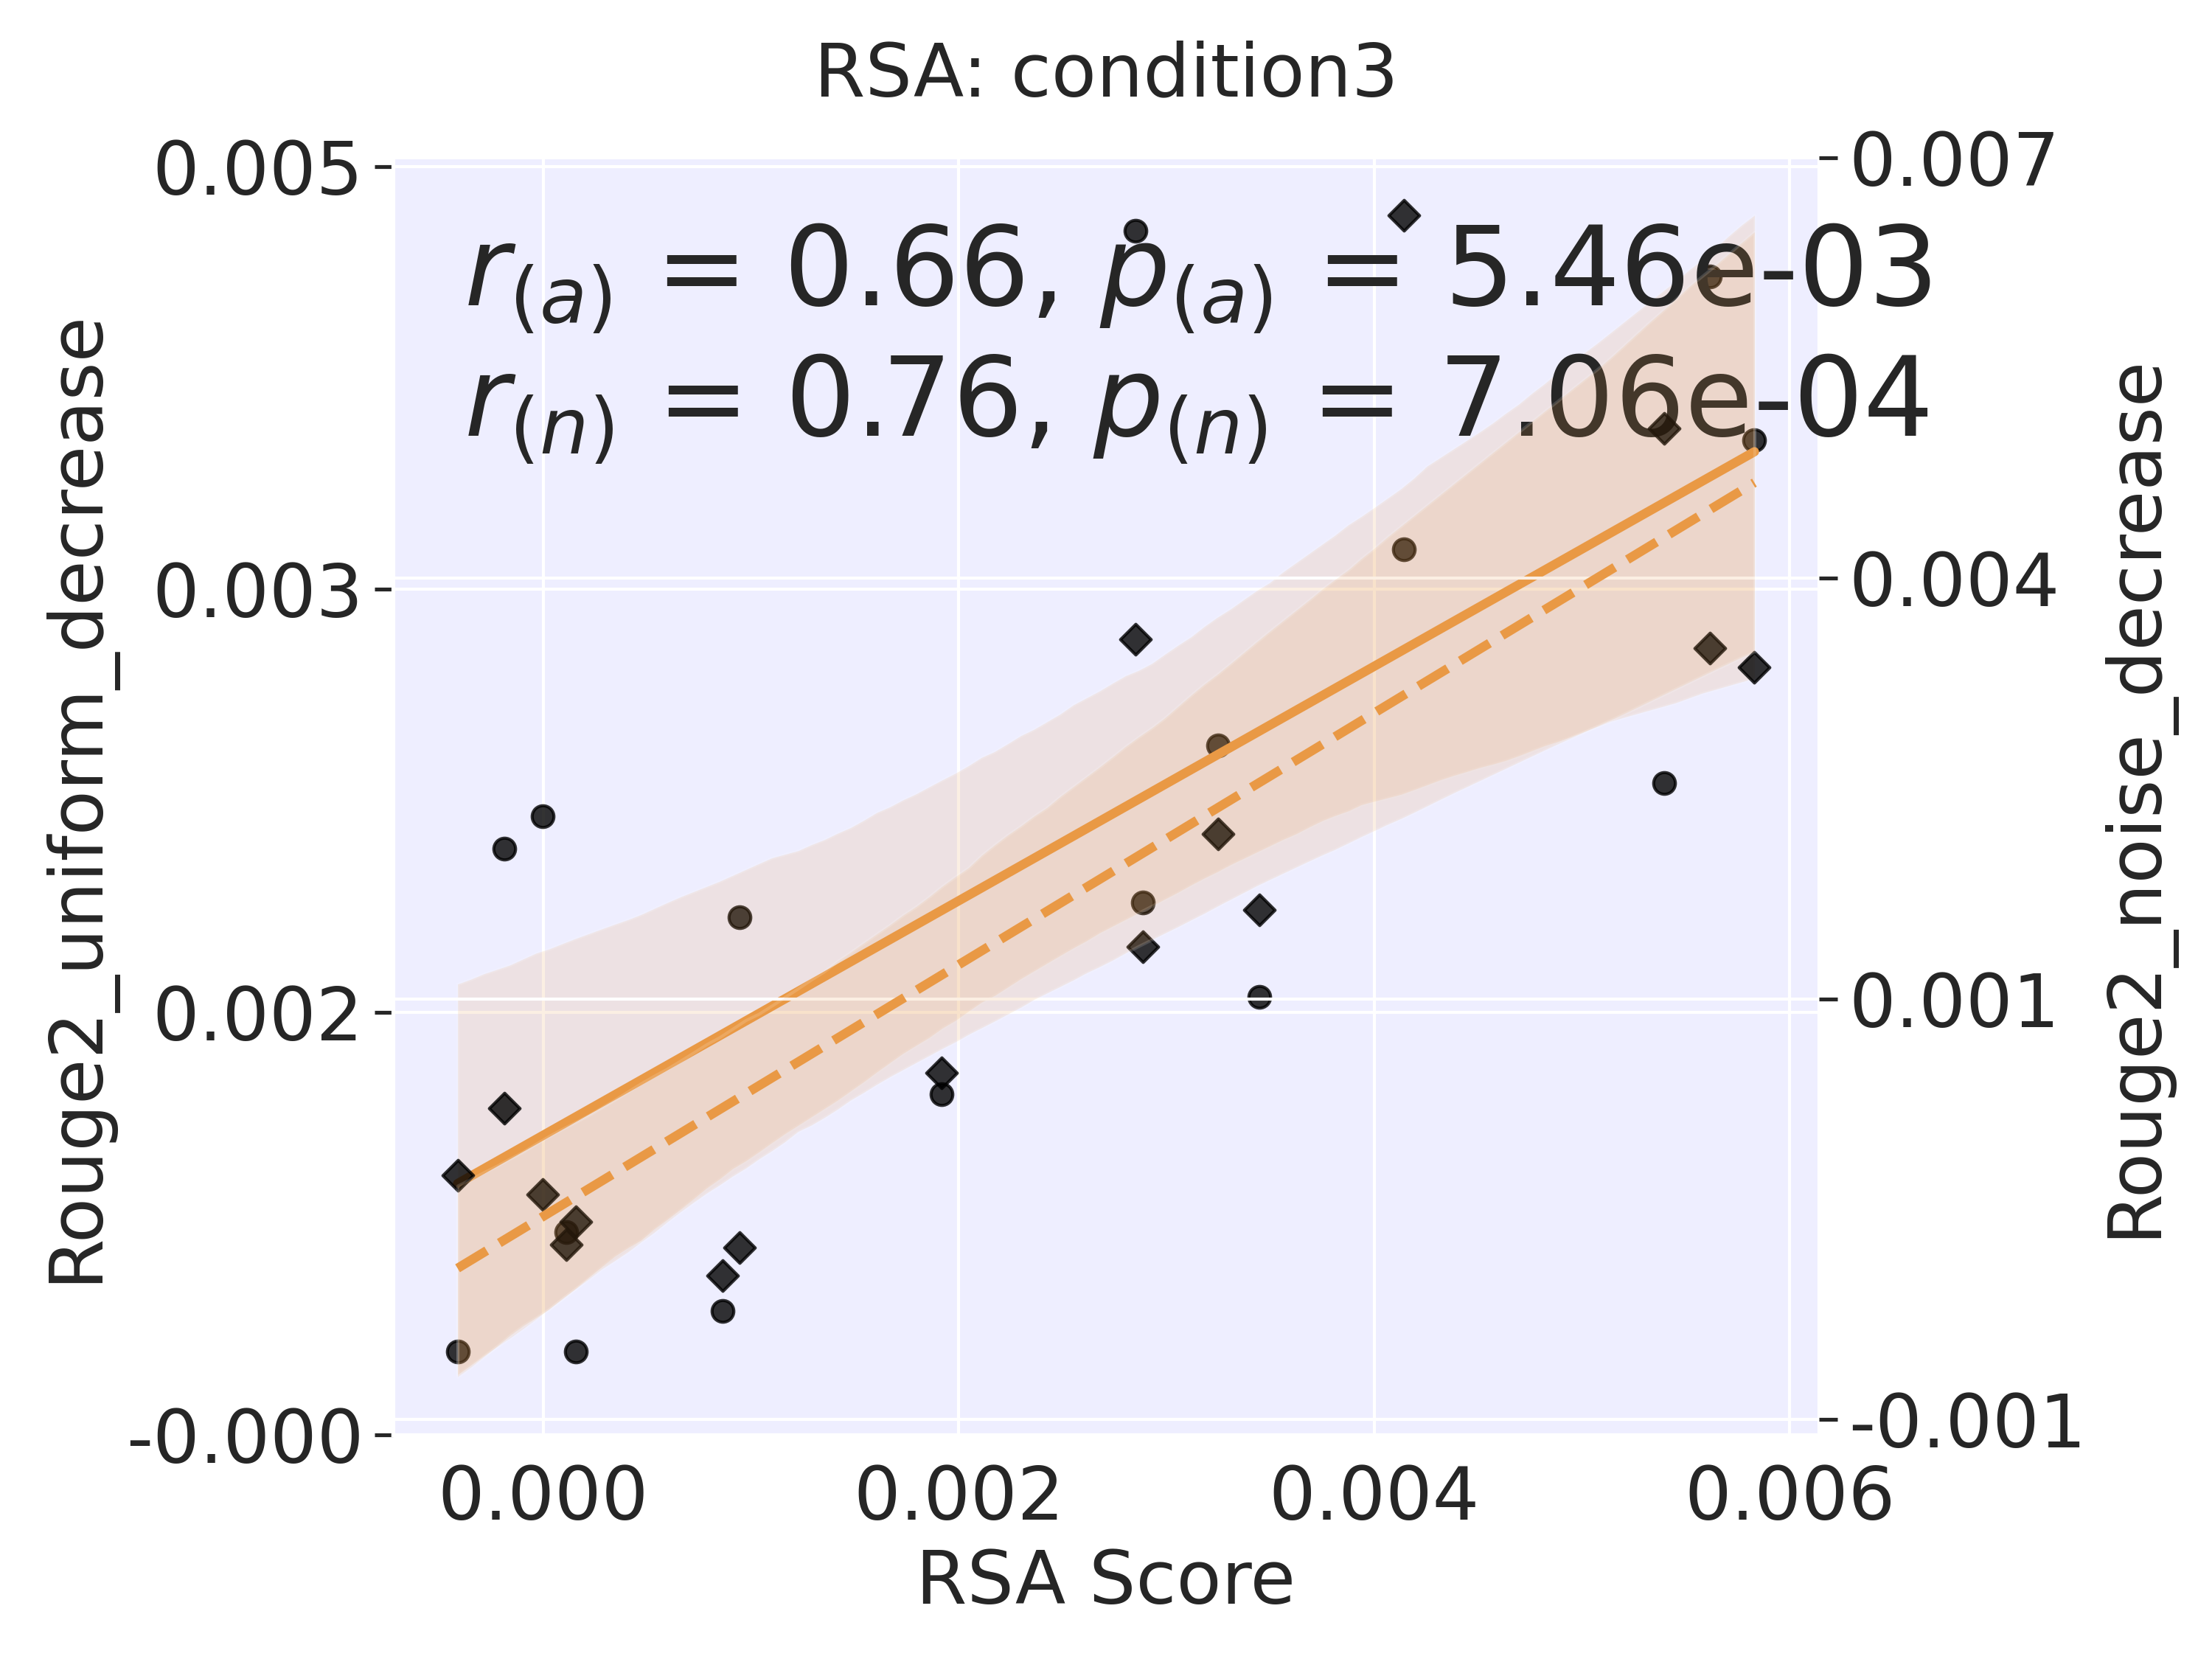 RSA: condition3
r(a) = 0.66, p(a) = 5.46e-03
r(n) = 0.76, p(n) = 7.06e-04
Rouge2_uniform_decrease
0.005
0.003
0.002
-0.000
0.007
0.004
0.001
-0.001
Rouge2_noise_decrease
0.000 0.002 0.004 0.006
RSA Score